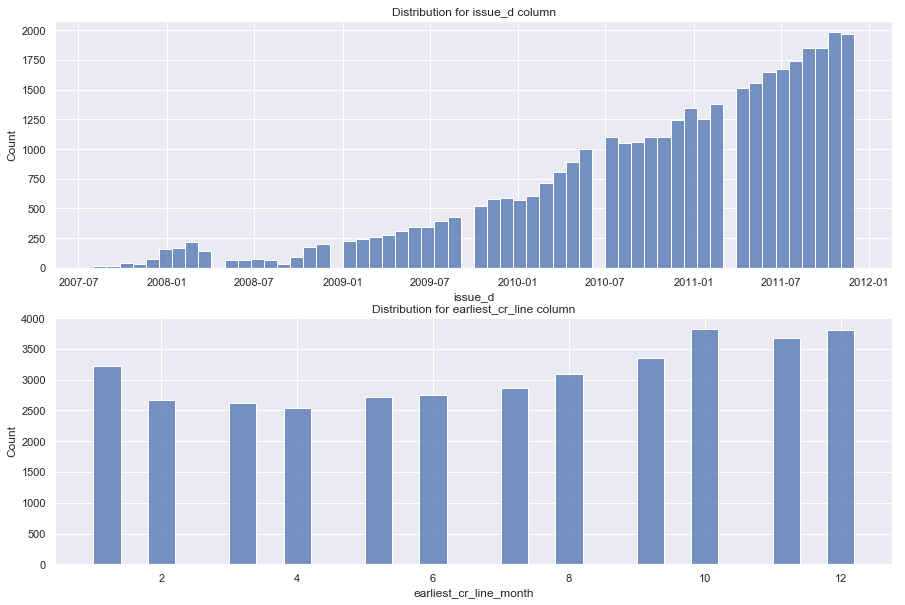 Distribution for issue_d column
2000
1750
1500
1250
1000
750
500
250
0
Count
2007-07 2008-01 2008-07 2009-01 2009-07 2010-01 2010-07 2011-01 2011-07 2012-01
issue_d
Distribution for earliest_cr_line column
4000
3500
3000
2500
2000
1500
1000
500
0
Count
2 4 6 8 10 12
earliest_cr_line_month